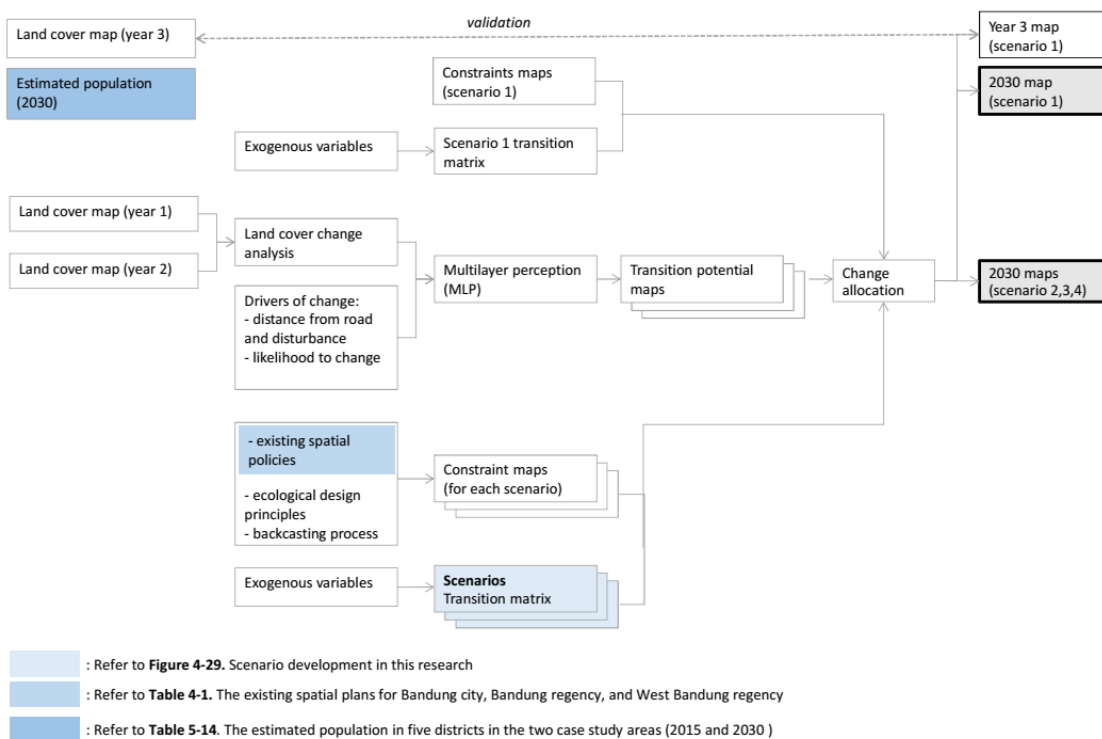 validation
Land cover map (year 3)
Year 3 map
(scenario 1)
Estimated population
(2030)
Constraints maps
(scenario 1)
2030 map
(scenario 1)
Exogenous variables
Scenario 1 transition
matrix
Land cover map (year 1)
Land cover map (year 2)
Land cover change
analysis
Drivers of change:
- distance from road
and disturbance
- likelihood to change
Multilayer perception
(MLP)
Transition potential
maps
Change
allocation
2030 maps
(scenario 2,3,4)
- existing spatial
policies
- ecological design
principles
- backcasting process
Constraint maps
(for each scenario)
Exogenous variables
Scenarios
Transition matrix
: Refer to Figure 4-29. Scenario development in this research
: Refer to Table 4-1. The existing spatial plans for Bandung city, Bandung regency, and West Bandung regency
: Refer to Table 5-14. The estimated population in five districts in the two case study areas (2015 and 2030 )